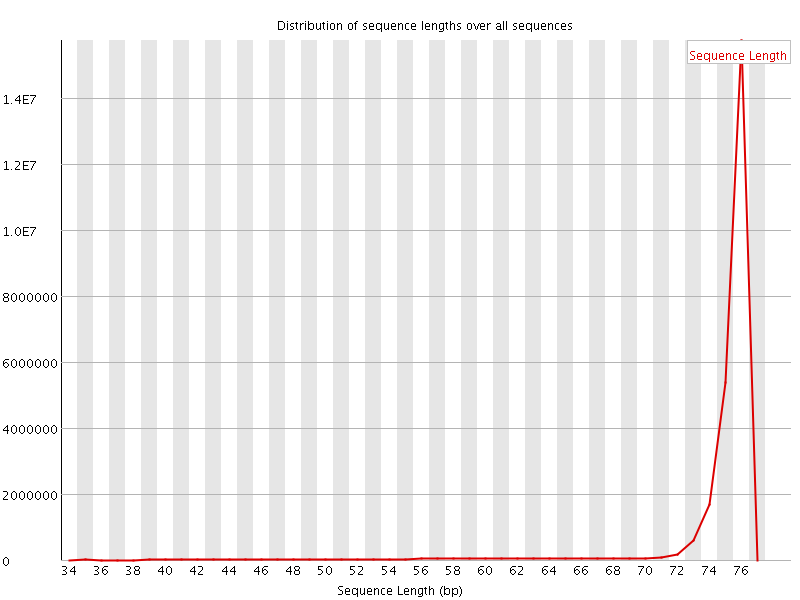 Distribution of sequence lengths over all sequences
Sequence Length
1.4E7
1.2E7
1.0E7
8000000
6000000
4000000
2000000
0
34 36 38 40 42 44 46 48 50 52 54 56 58 60 62 64 66 68 70 72 74 76
Sequence Length (bp)